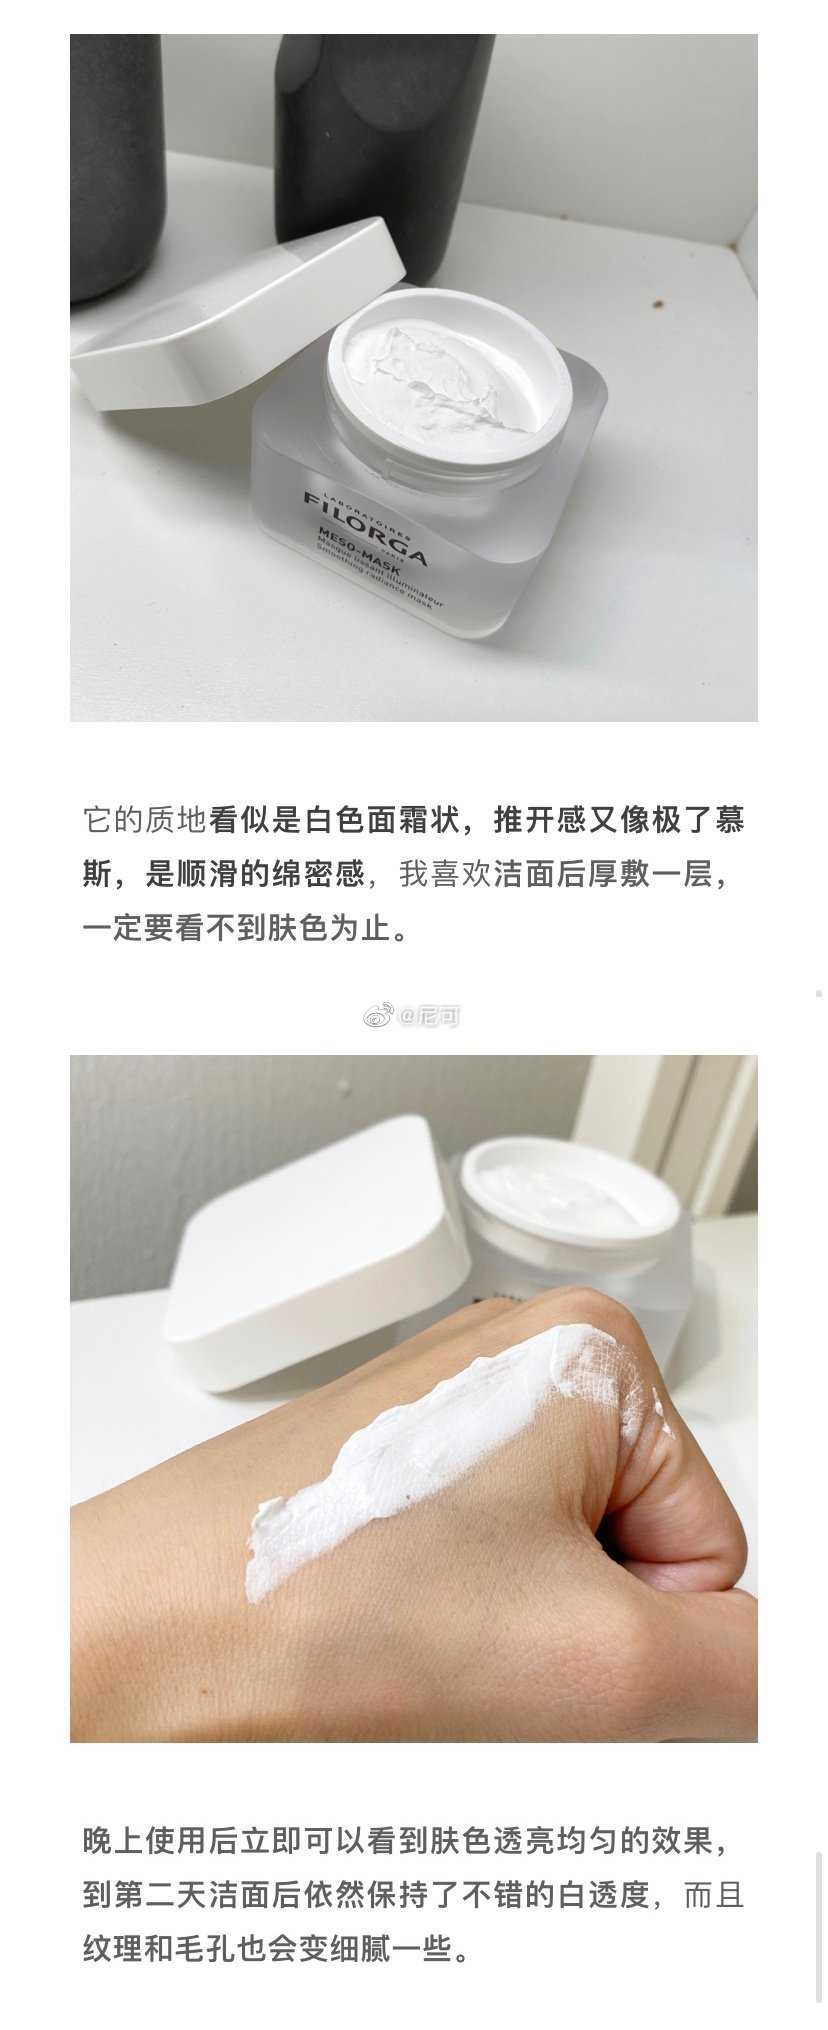 LABORATOIRES
FILORGA
PARIS
MESO-MASK
Masque lissant illuminateur
Smoothing radiance mask
它的质地看似是白色面霜状，推开感又像极了慕
斯，是顺滑的绵密感，我喜欢洁面后厚敷一层，
一定要看不到肤色为止。
@尼可
晚上使用后立即可以看到肤色透亮均匀的效果，
到第二天洁面后依然保持了不错的白透度，而且
纹理和毛孔也会变细腻一些。